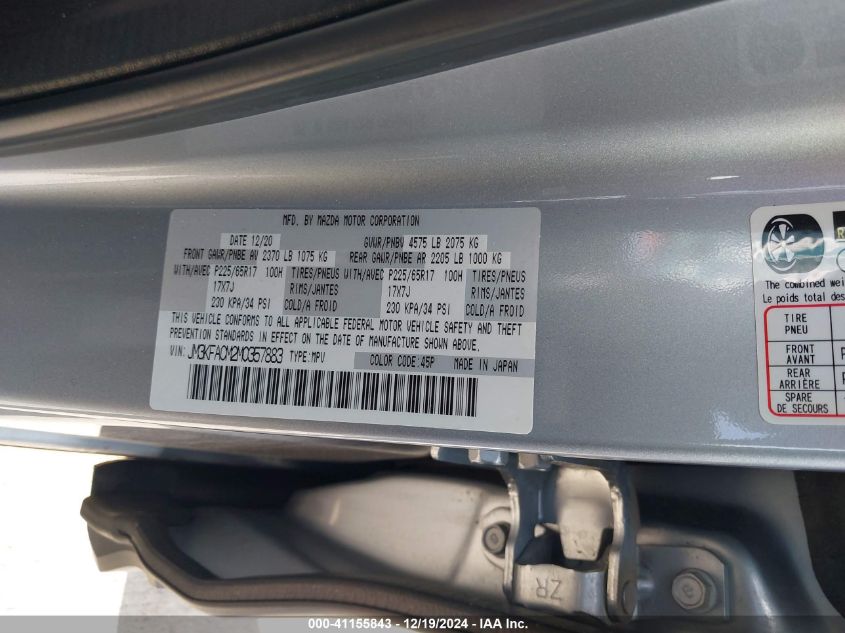 MFD. BY MAZDA MOTOR CORPORATION
DATE 12/20 GVWR/PNBV 4575 LB 2075 KG
FRONT GAWR/PNBE AV 2370 LB 1075 KG REAR GAWR/PNBE AR 2205 LB 1000 KG
WITH/AVEC P225/65R17 100H TIRES/PNEUS WITH/AVEC P225/65R17 100H TIRES/PNEUS
17X7J RIMS/JANTES 17X7J RIMS/JANTES
230 KPA/34 PSI COLD/A FROID 230 KPA/34 PSI COLD/A FROID
THIS VEHICLE CONFORMS TO ALL APPLICABLE FEDERAL MOTOR VEHICLE SAFETY AND THEFT
PREVENTION STANDARDS IN EFFECT ON THE DATE OF MANUFACTURE SHOWN ABOVE.
VIN: JM3KFACM2M0357883 TYPE:MPV COLOR CODE:45P MADE IN JAPAN
The combined wei
Le poids total des
TIRE
PNEU
FRONT
AVANT
REAR
ARRIÈRE
SPARE
DE SECOURS
ZR
000-41155843 - 12/19/2024 - IAA Inc.